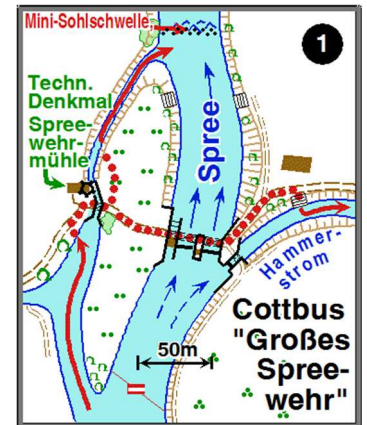 Mini-Sohlschwelle
1
Techn.
Denkmal
Spree-
wehr-
mühle
Spree
Hammer-
strom
50m
Cottbus
"Großes
Spree-
wehr"